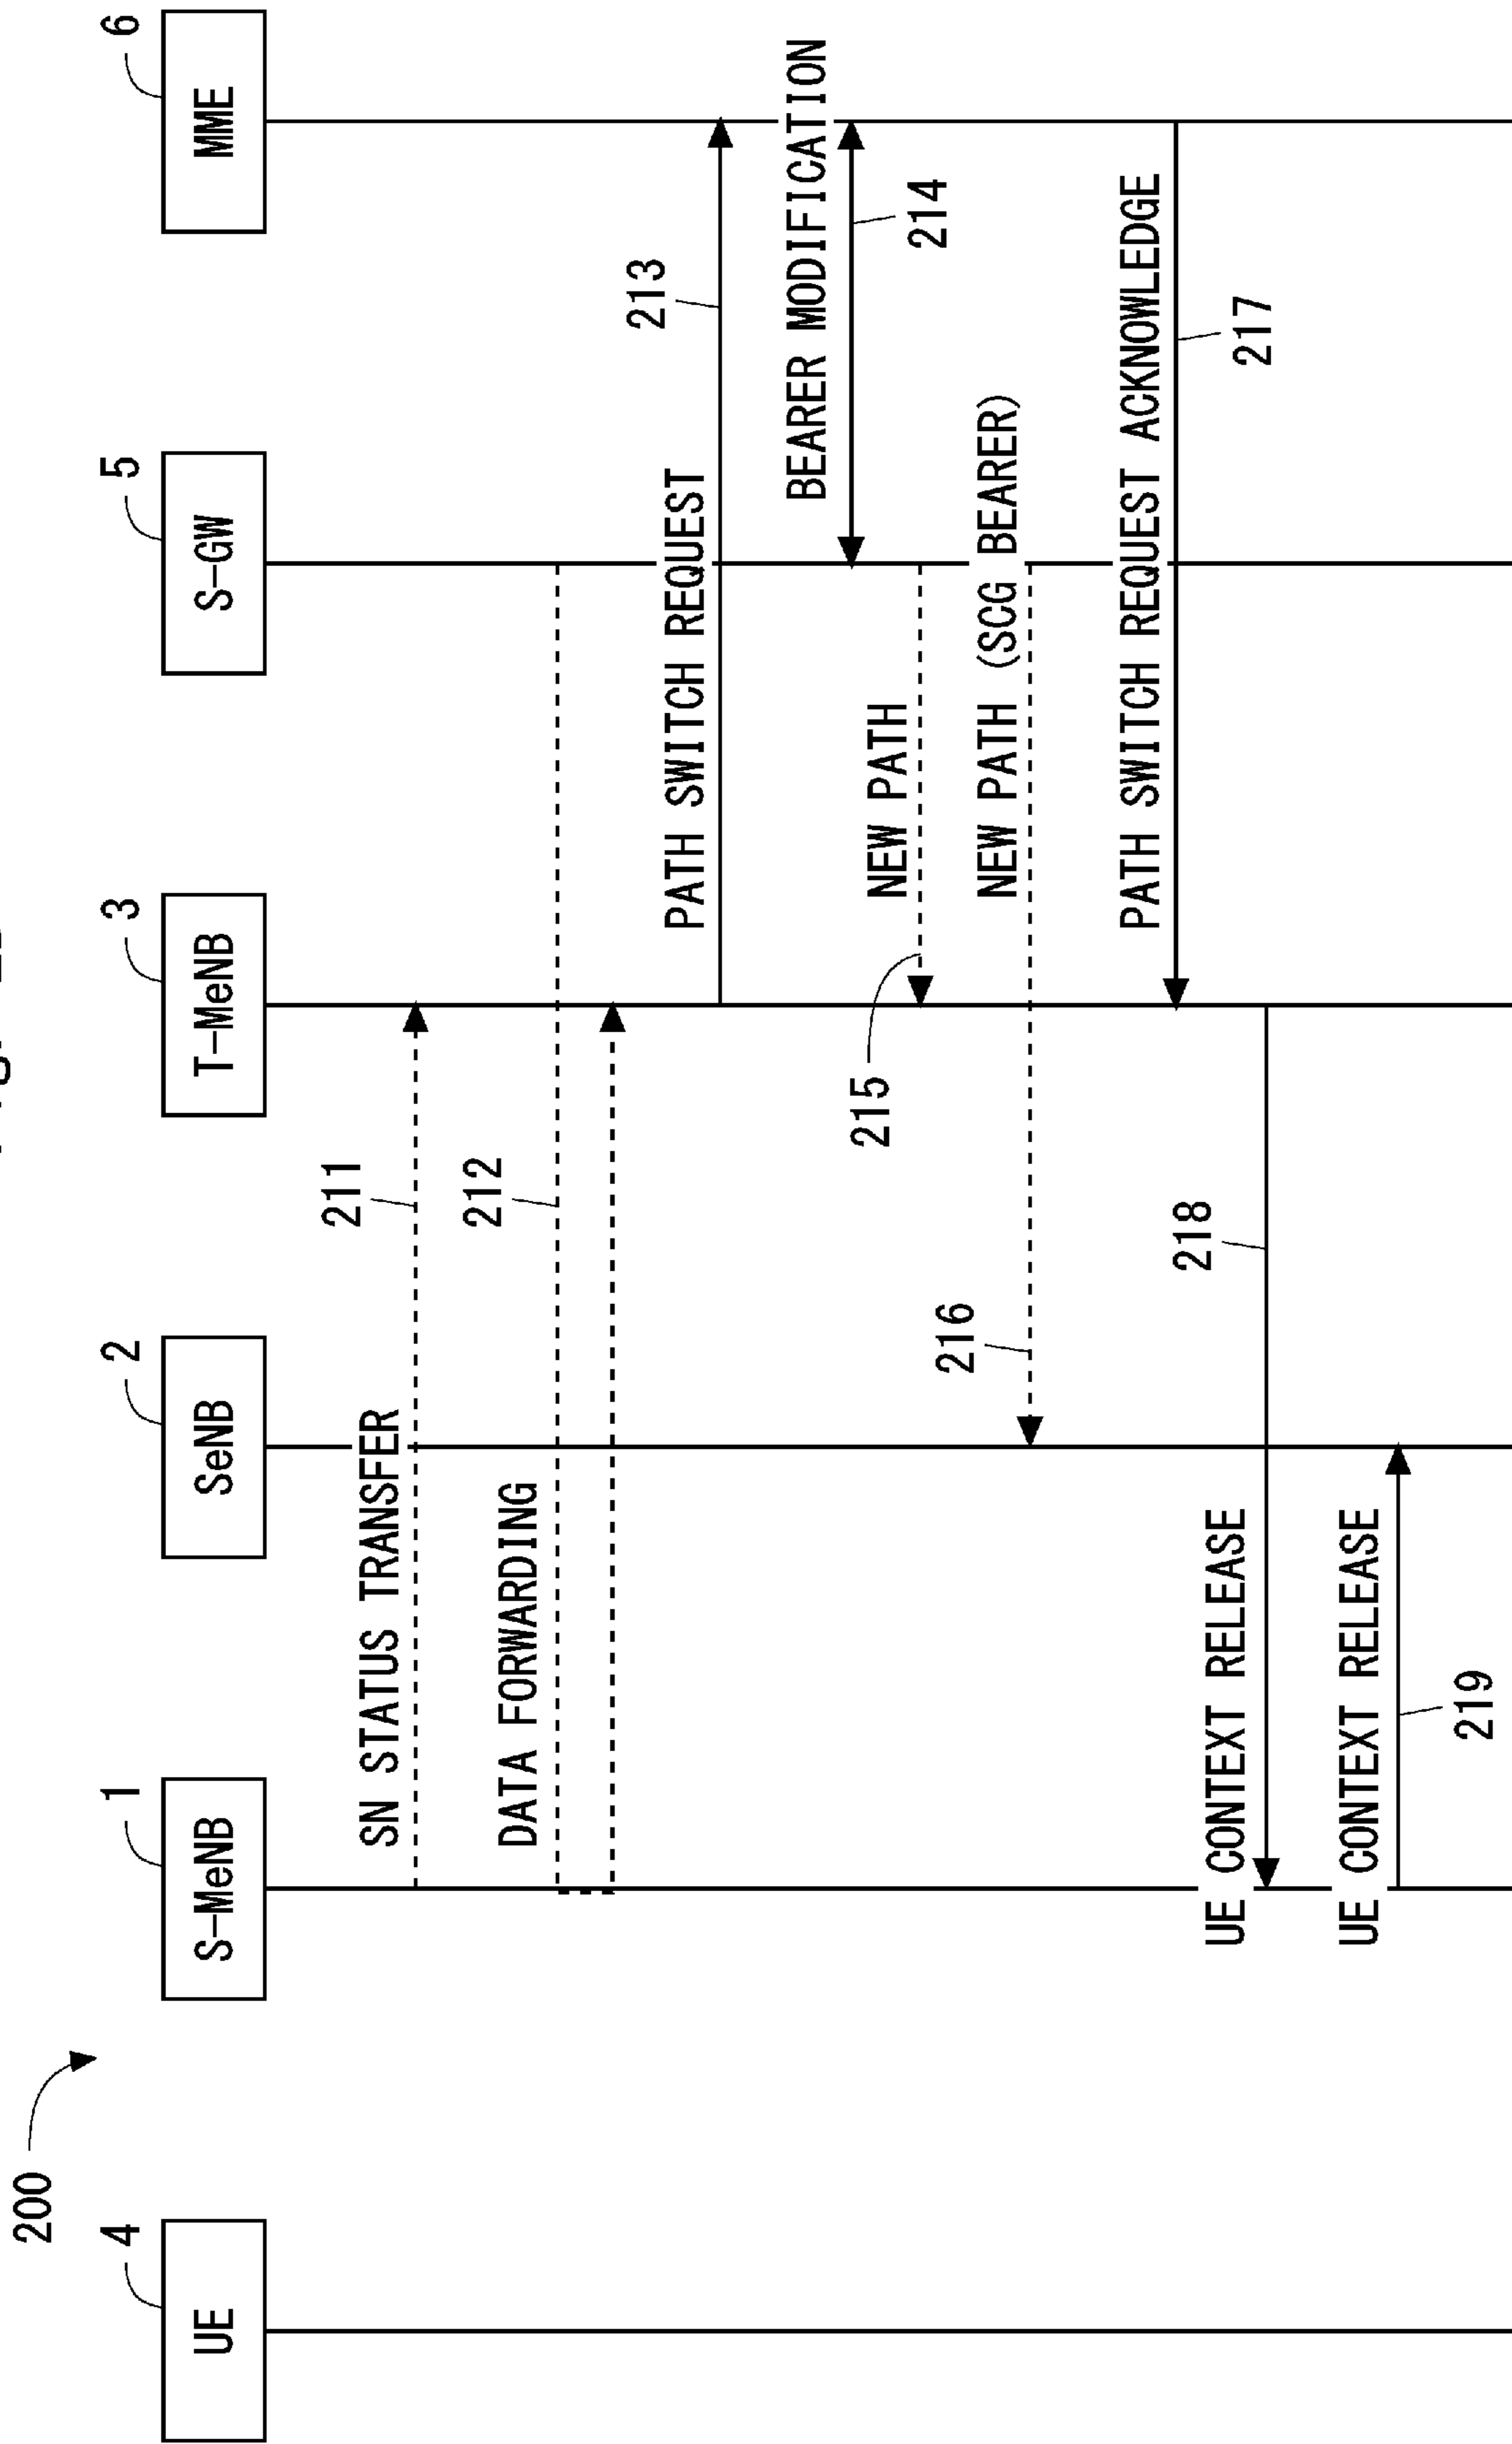 200
4
1
2
3
5
6
UE
S-MeNB
SeNB
T-MeNB
S-GW
MME
211
SN STATUS TRANSFER
212
DATA FORWARDING
213
PATH SWITCH REQUEST
BEARER MODIFICATION
214
215
NEW PATH
216
NEW PATH (SCG BEARER)
PATH SWITCH REQUEST ACKNOWLEDGE
217
218
UE CONTEXT RELEASE
UE CONTEXT RELEASE
219